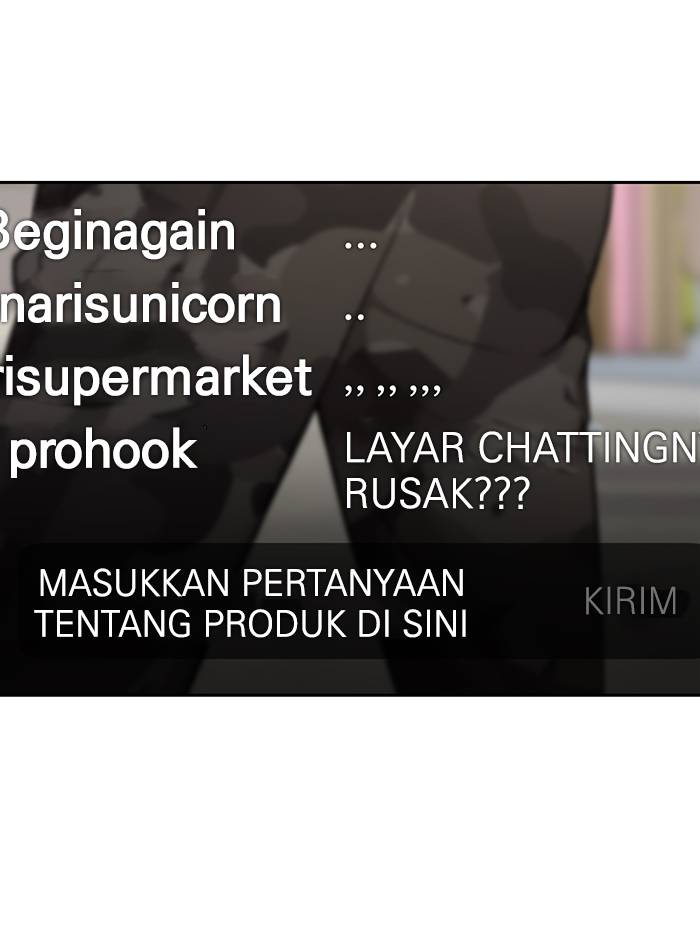 Beginagain ...
narisunicorn ..
risupermarket ,, ,, ,,,
prohook LAYAR CHATTINGN
RUSAK???
MASUKKAN PERTANYAAN
TENTANG PRODUK DI SINI
KIRIM